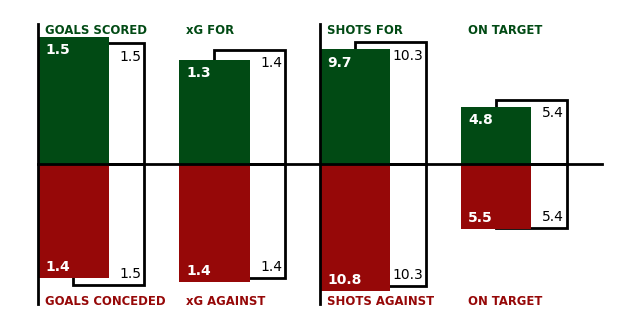 GOALS SCORED xG FOR SHOTS FOR ON TARGET
1.5 1.5 1.3 1.4 9.7 10.3 4.8 5.4
1.4 1.5 1.4 1.4 10.8 10.3 5.5 5.4
GOALS CONCEDED xG AGAINST SHOTS AGAINST ON TARGET